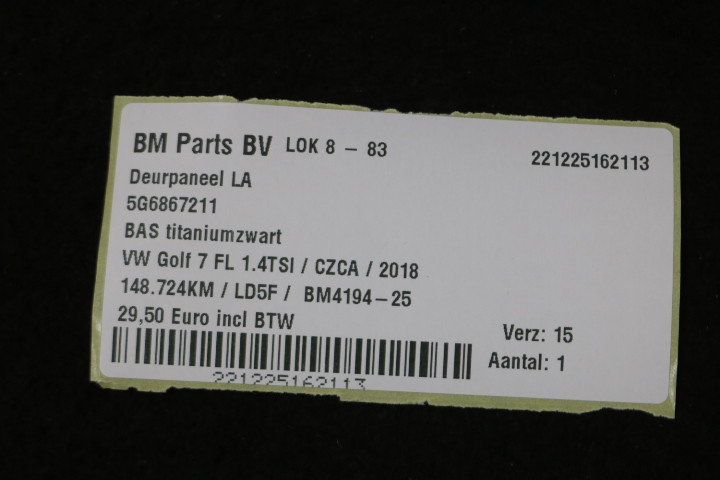 BM Parts BV LOK 8 - 83 221225162113
Deurpaneel LA
5G6867211
BAS titaniumzwart
VW Golf 7 FL 1.4TSI / CZCA / 2018
148.724KM / LD5F / BM4194-25
29,50 Euro incl BTW
Verz: 15
Aantal: 1
221225162113